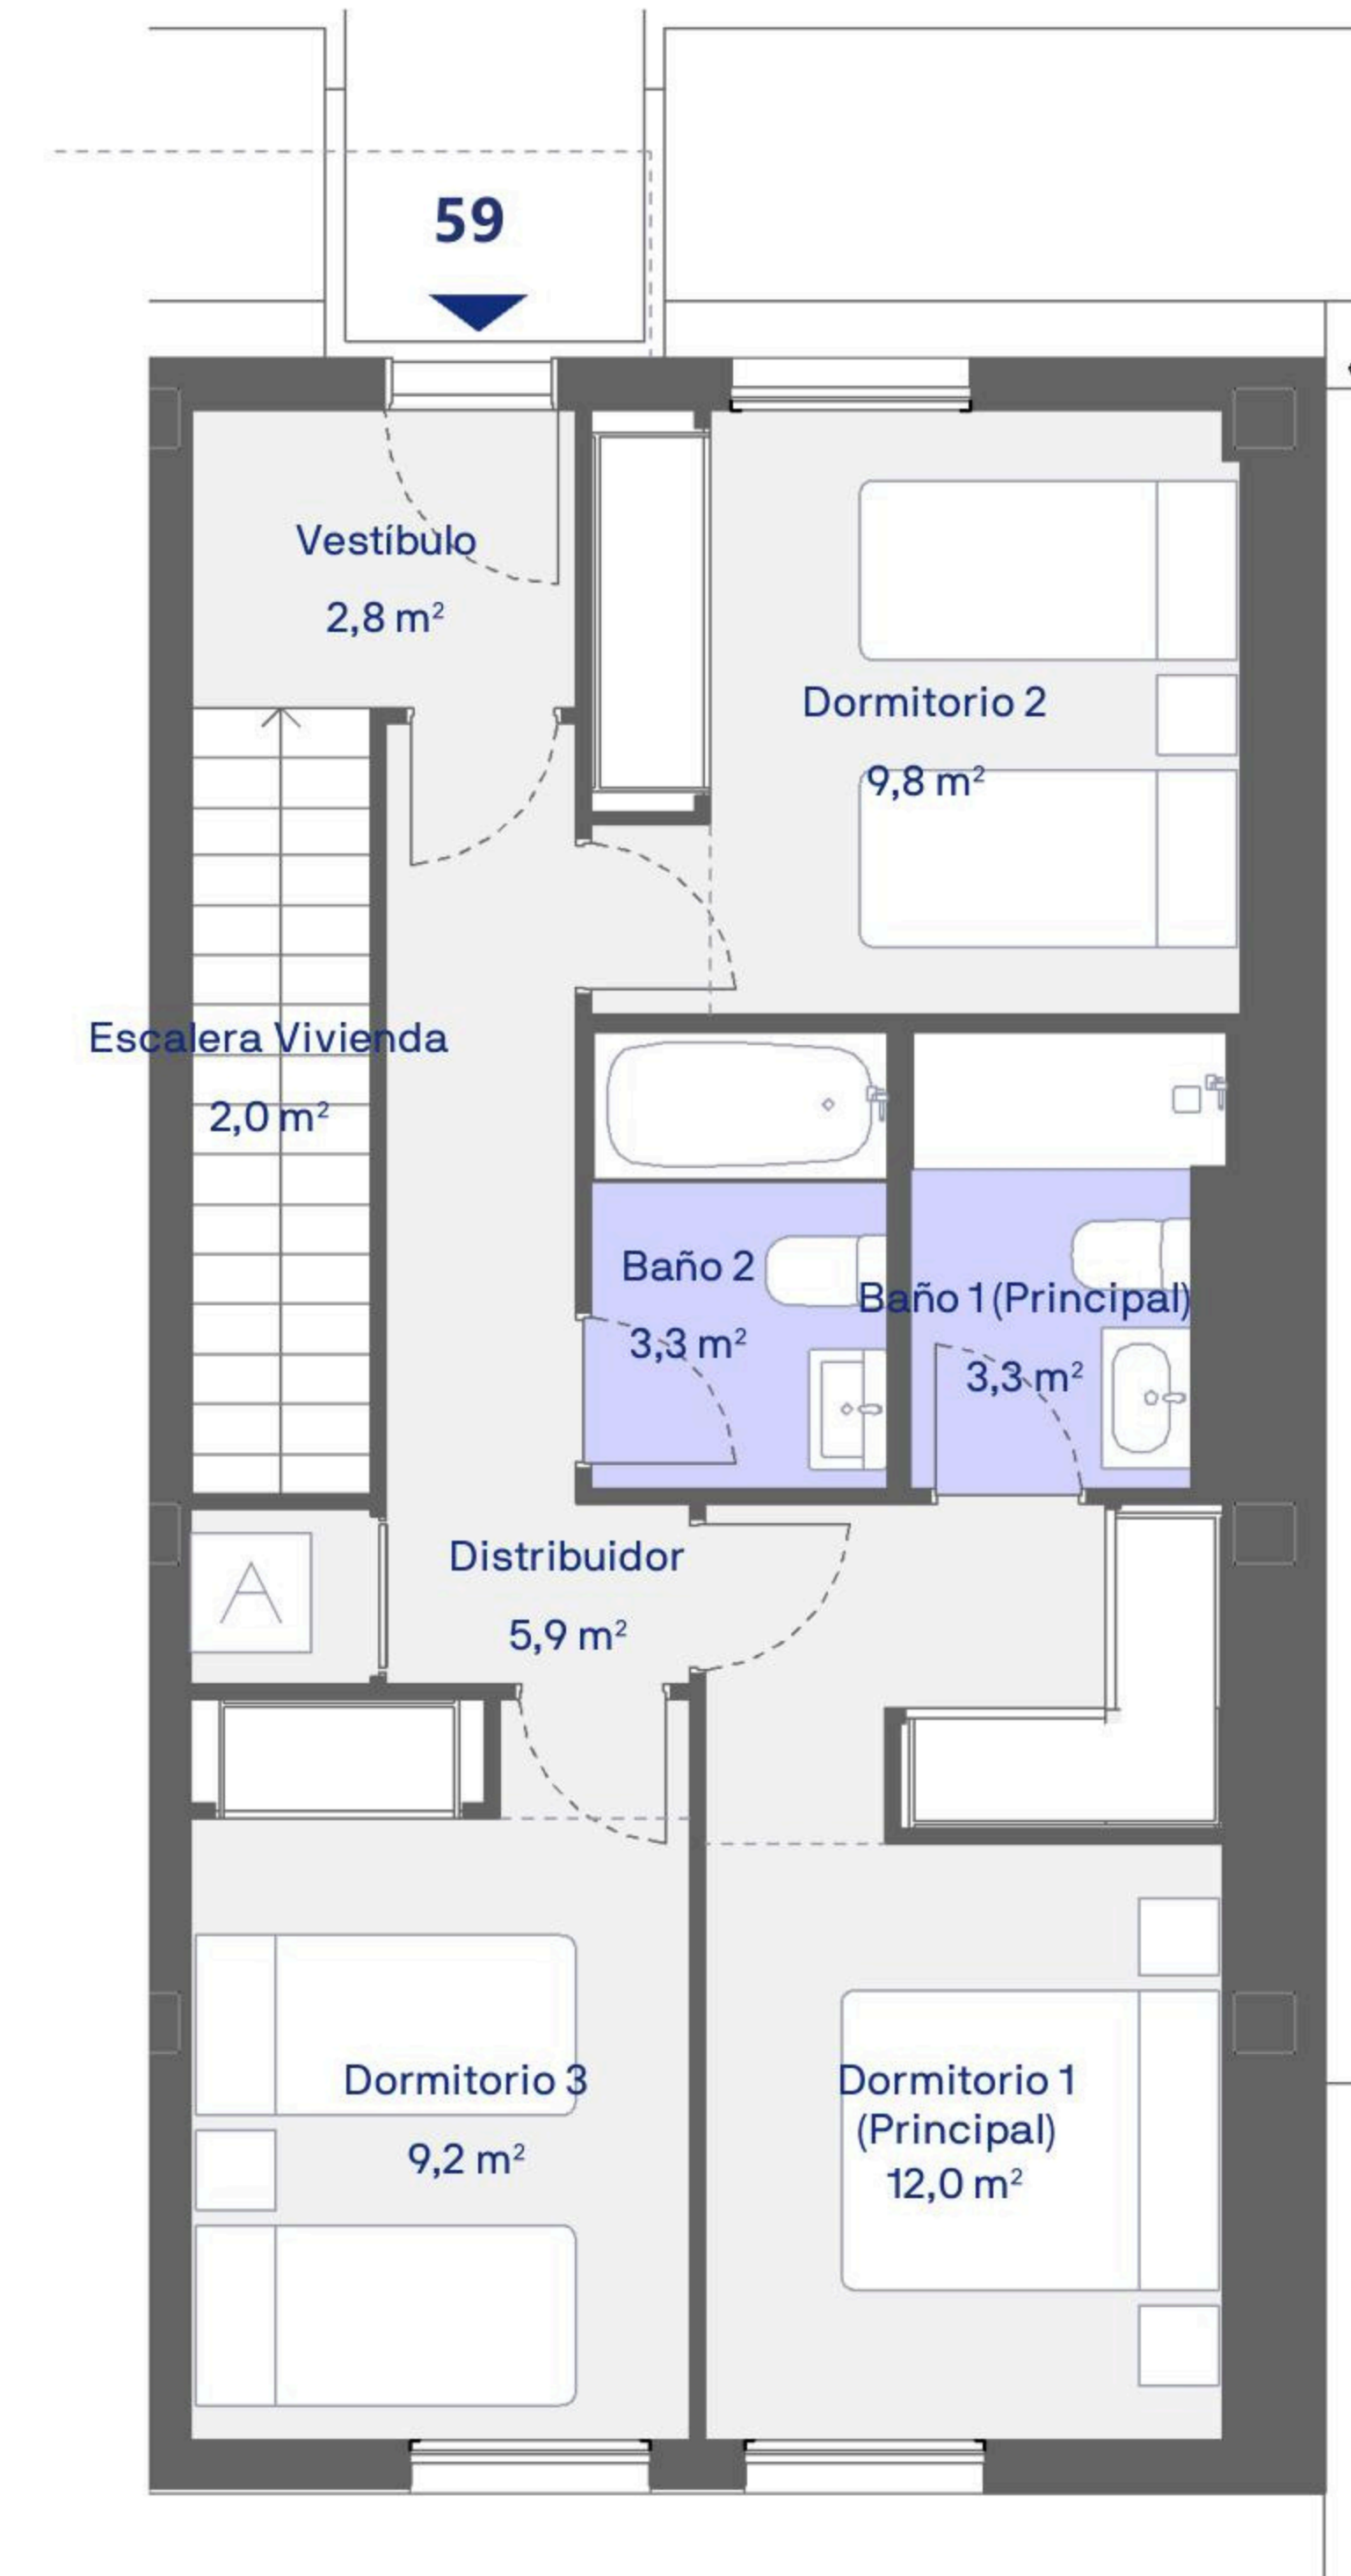 59
Vestíbulo
2,8 m²
Dormitorio 2
9,8 m²
Escalera Vivienda
2,0 m²
Baño 2
3,3 m²
Baño 1 (Principal)
3,3 m²
Distribuidor
5,9 m²
A
Dormitorio 3
9,2 m²
Dormitorio 1
(Principal)
12,0 m²